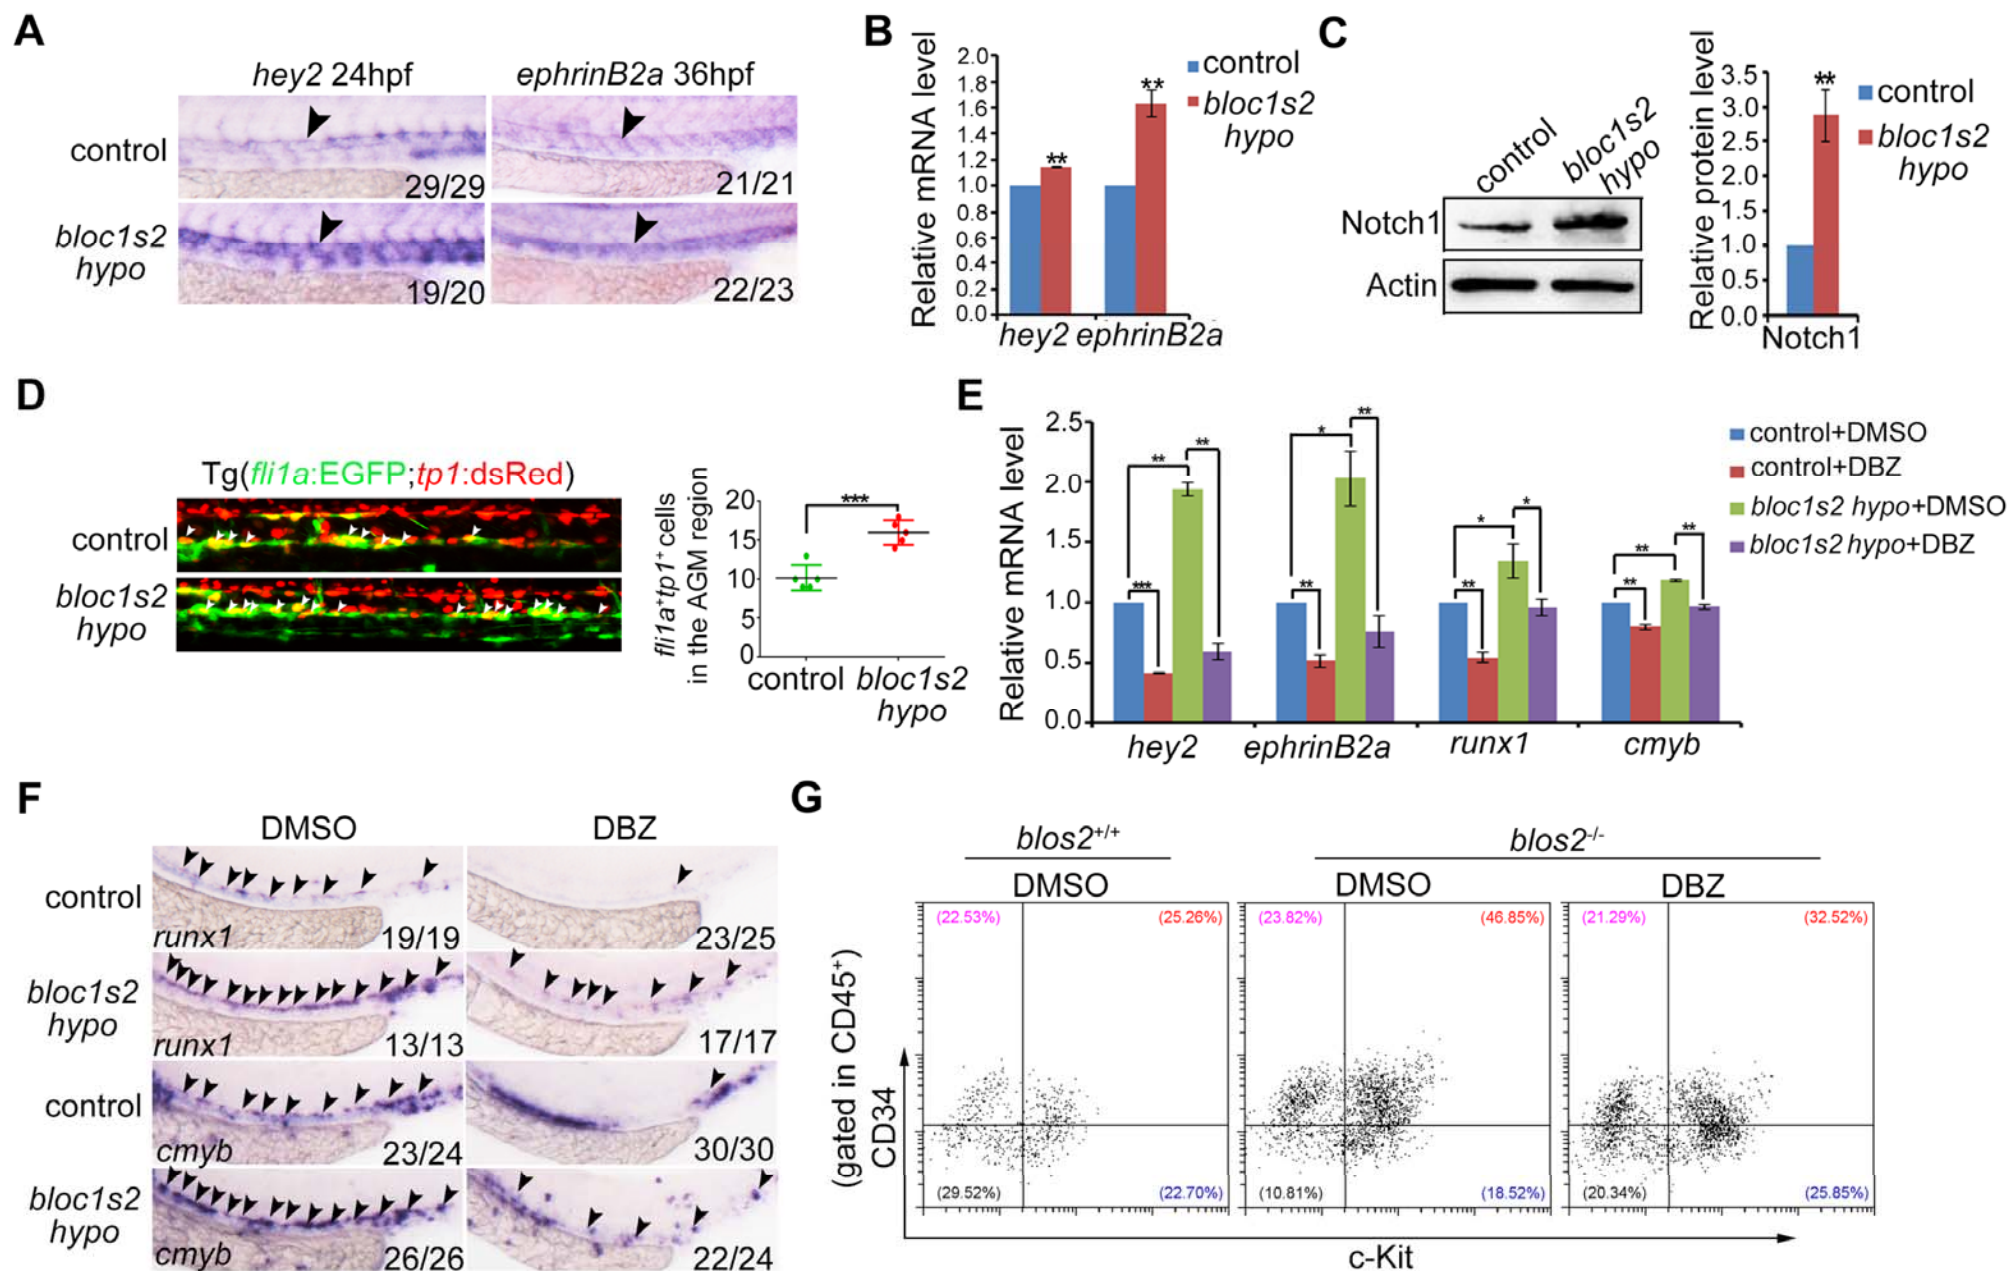 A
hey2 24hpf
ephrinB2a 36hpf
control
29/29
21/21
bloc1s2
hypo
19/20
22/23
B
Relative mRNA level
2.0
1.8
1.6
1.4
1.2
1.0
0.8
0.6
0.4
0.2
0.0
**
**
hey2 ephrinB2a
control
bloc1s2
hypo
C
control
bloc1s2
hypo
Notch1
Actin
Relative protein level
3.5
3.0
2.5
2.0
1.5
1.0
0.5
0.0
**
Notch1
control
bloc1s2
hypo
D
Tg(fli1a:EGFP;tp1:dsRed)
control
bloc1s2
hypo
fli1a+tp1+ cells
in the AGM region
20
15
10
5
0
***
control bloc1s2
hypo
E
Relative mRNA level
2.5
2.0
1.5
1.0
0.5
0.0
*** ** **
** * **
** * *
** ** **
hey2 ephrinB2a runx1 cmyb
control+DMSO
control+DBZ
bloc1s2 hypo+DMSO
bloc1s2 hypo+DBZ
F
DMSO DBZ
control
runx1 19/19 23/25
bloc1s2
hypo
runx1 13/13 17/17
control
cmyb 23/24 30/30
bloc1s2
hypo
cmyb 26/26 22/24
G
blos2+/+ blos2-/-
DMSO DMSO DBZ
(22.53%) (25.26%) (23.82%) (46.85%) (21.29%) (32.52%)
(29.52%) (22.70%) (10.81%) (18.52%) (20.34%) (25.85%)
(gated in CD45+)
CD34
c-Kit